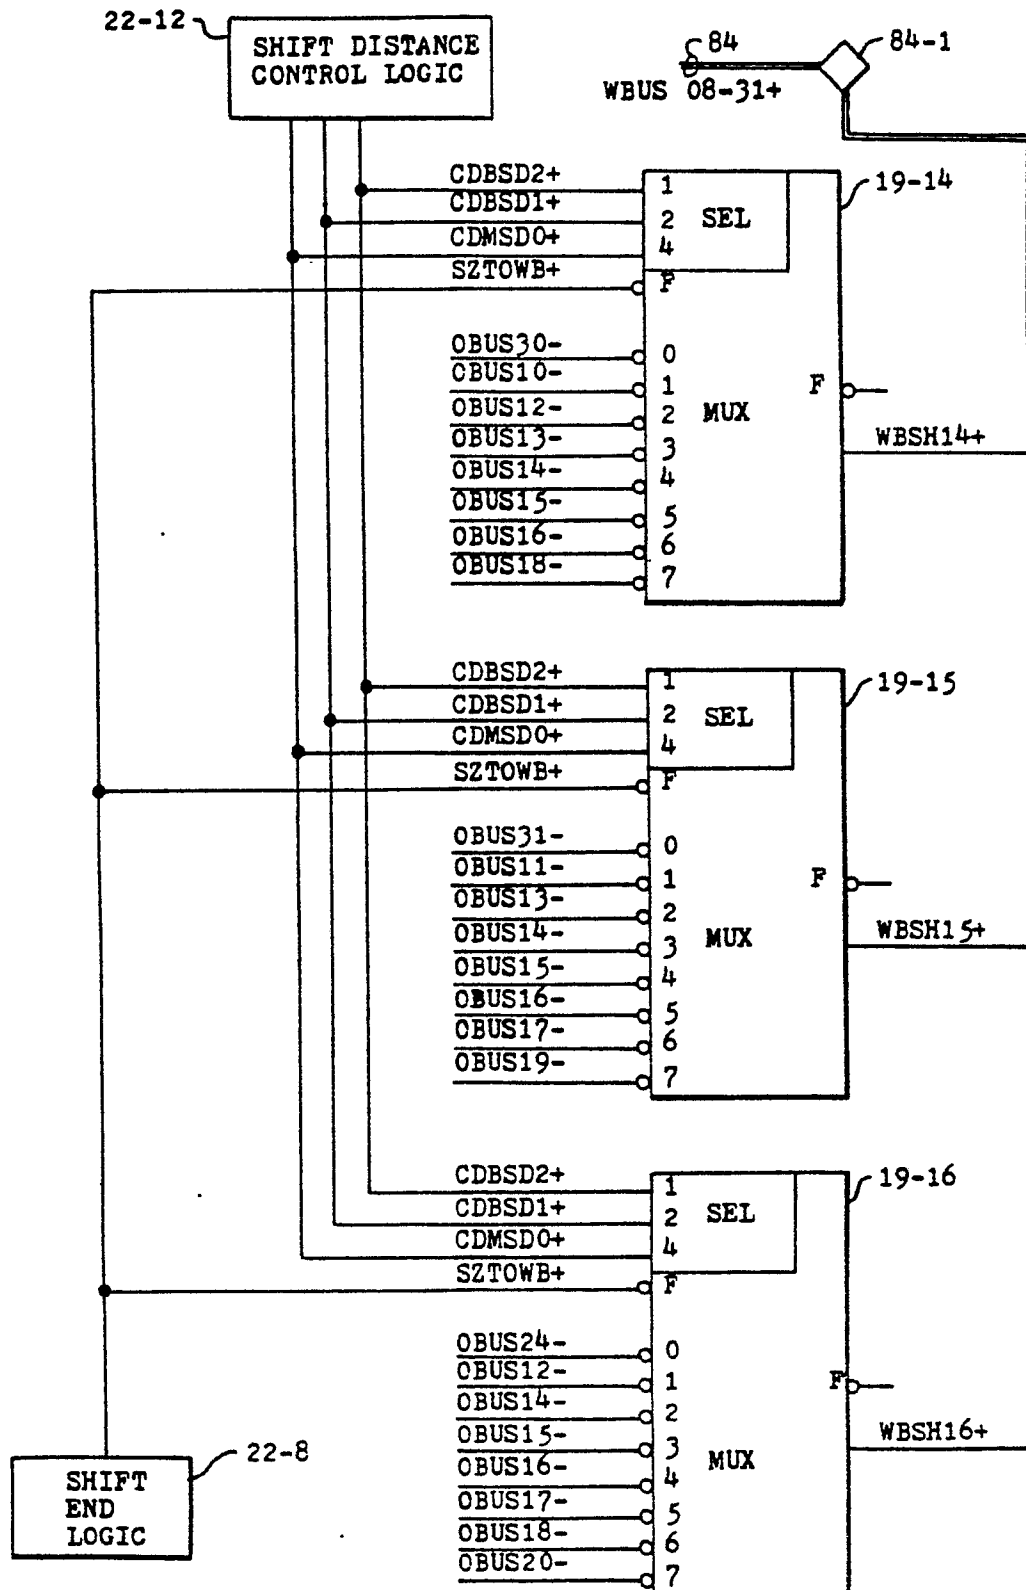 22-12
SHIFT DISTANCE
CONTROL LOGIC
84
84-1
WBUS 08-31+
CDBSD2+ 1
CDBSD1+ 2 SEL
CDMSD0+ 4
SZTOWB+ F
19-14
OBUS30- 0
OBUS10- 1
OBUS12- 2
OBUS13- 3
OBUS14- 4
OBUS15- 5
OBUS16- 6
OBUS18- 7
MUX
F
WBSH14+
CDBSD2+ 1
CDBSD1+ 2 SEL
CDMSD0+ 4
SZTOWB+ F
19-15
OBUS31- 0
OBUS11- 1
OBUS13- 2
OBUS14- 3
OBUS15- 4
OBUS16- 5
OBUS17- 6
OBUS19- 7
MUX
F
WBSH15+
CDBSD2+ 1
CDBSD1+ 2 SEL
CDMSD0+ 4
SZTOWB+ F
19-16
OBUS24- 0
OBUS12- 1
OBUS14- 2
OBUS15- 3
OBUS16- 4
OBUS17- 5
OBUS18- 6
OBUS20- 7
MUX
F
WBSH16+
22-8
SHIFT
END
LOGIC